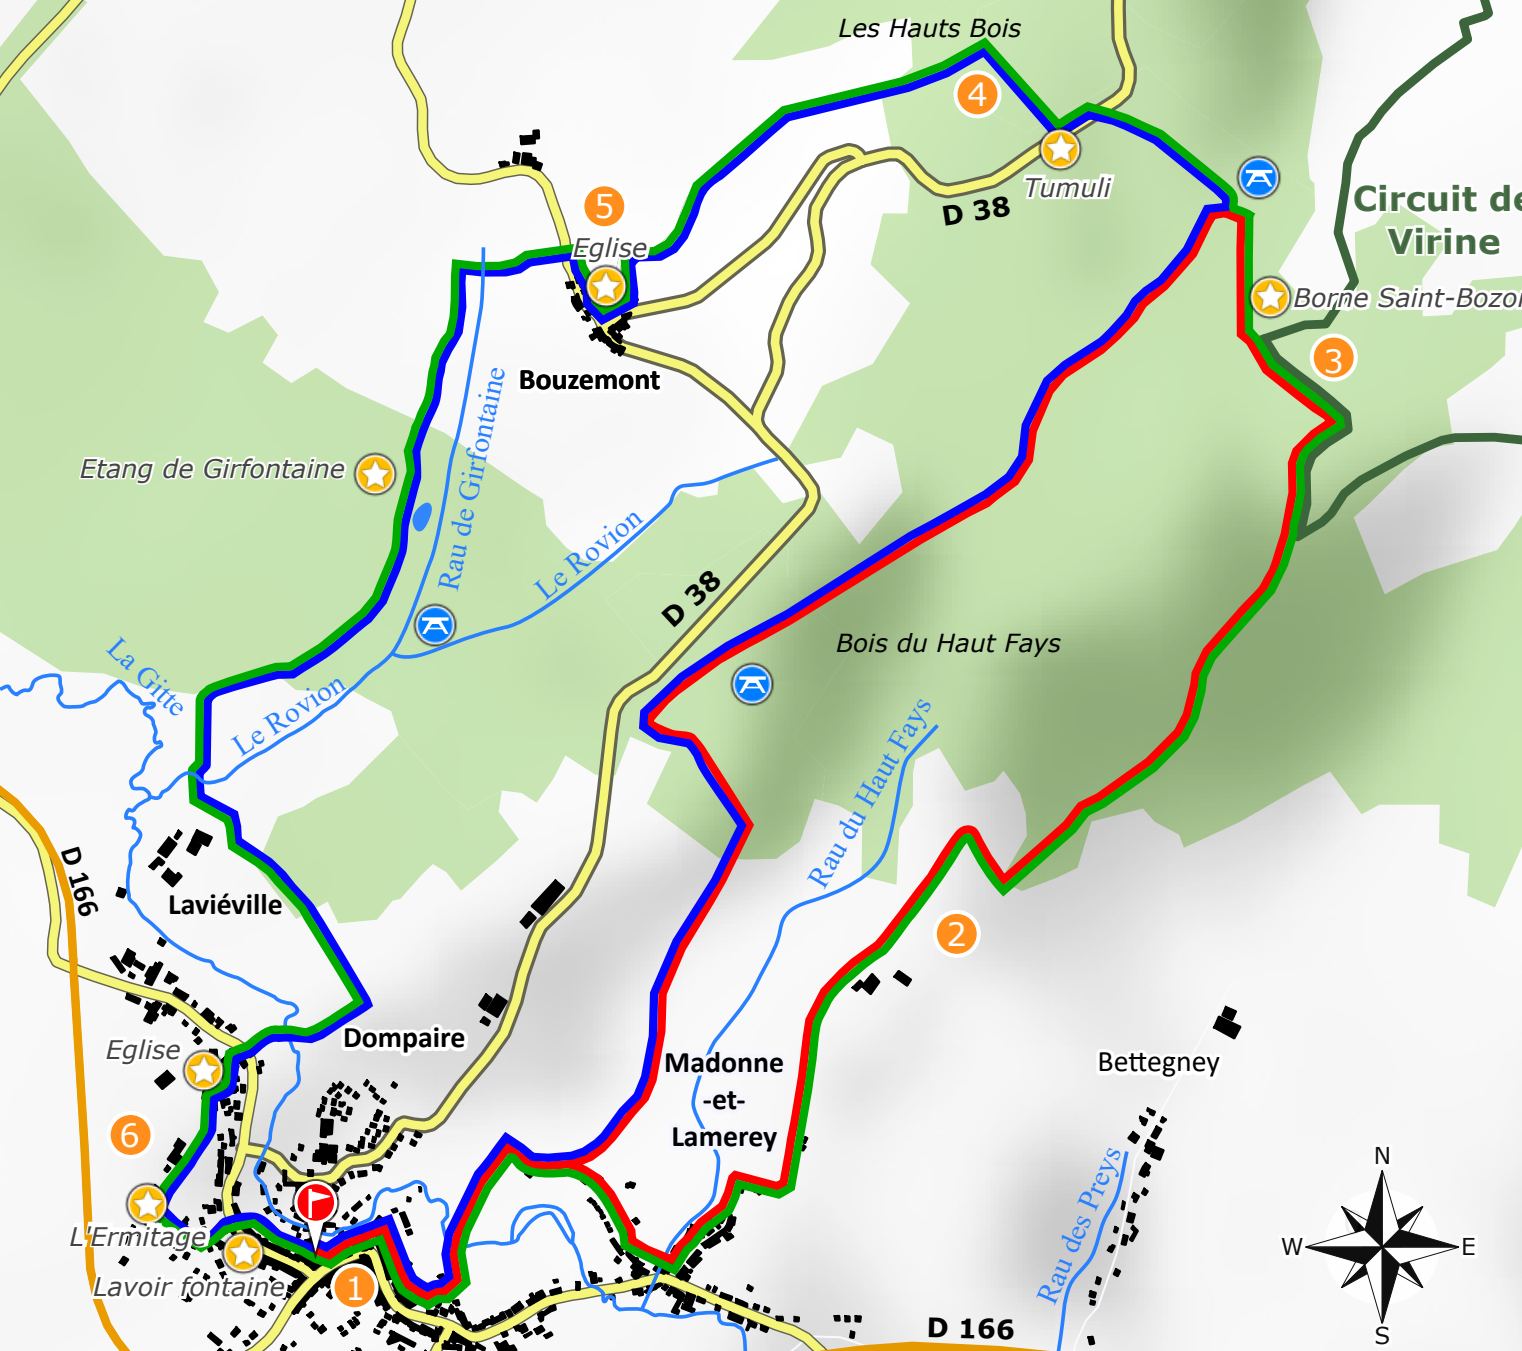 Les Hauts Bois
4
Tumuli
D 38
Circuit de
Virine
5
Eglise
Borne Saint-Bozon
3
Bouzemont
Etang de Girfontaine
Rau de Girfontaine
Le Rovion
D 38
Bois du Haut Fays
La Gitte
Le Rovion
Rau du Haut Fays
D 166
Laviéville
2
Dompaire
Eglise
Madonne
-et-
Lamerey
Bettegney
6
L'Ermitage
Lavoir fontaine
1
Rau des Preys
D 166
N
W
E
S